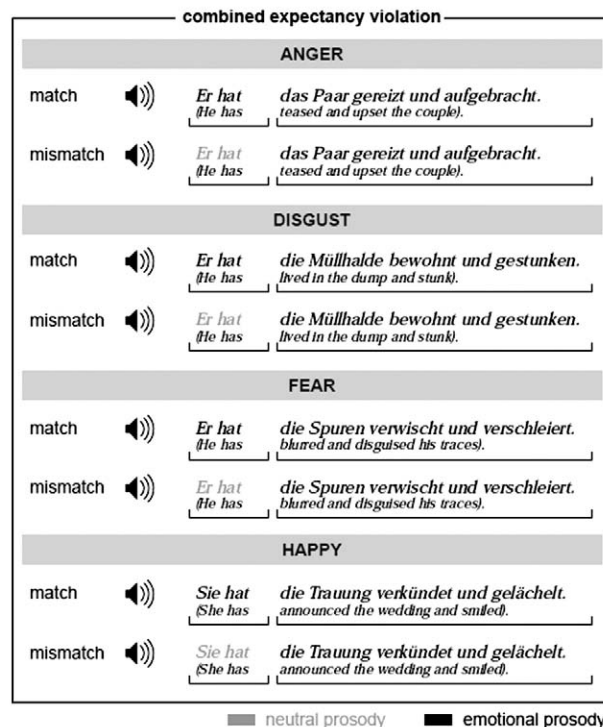 combined expectancy violation
ANGER
match Er hat das Paar gereizt und aufgebracht.
(He has teased and upset the couple).
mismatch Er hat das Paar gereizt und aufgebracht.
(He has teased and upset the couple).
DISGUST
match Er hat die Müllhalde bewohnt und gestunken.
(He has lived in the dump and stunk).
mismatch Er hat die Müllhalde bewohnt und gestunken.
(He has lived in the dump and stunk).
FEAR
match Er hat die Spuren verwischt und verschleiert.
(He has blurred and disguised his traces).
mismatch Er hat die Spuren verwischt und verschleiert.
(He has blurred and disguised his traces).
HAPPY
match Sie hat die Trauung verkündet und gelächelt.
(She has announced the wedding and smiled).
mismatch Sie hat die Trauung verkündet und gelächelt.
(She has announced the wedding and smiled).
neutral prosody emotional prosody